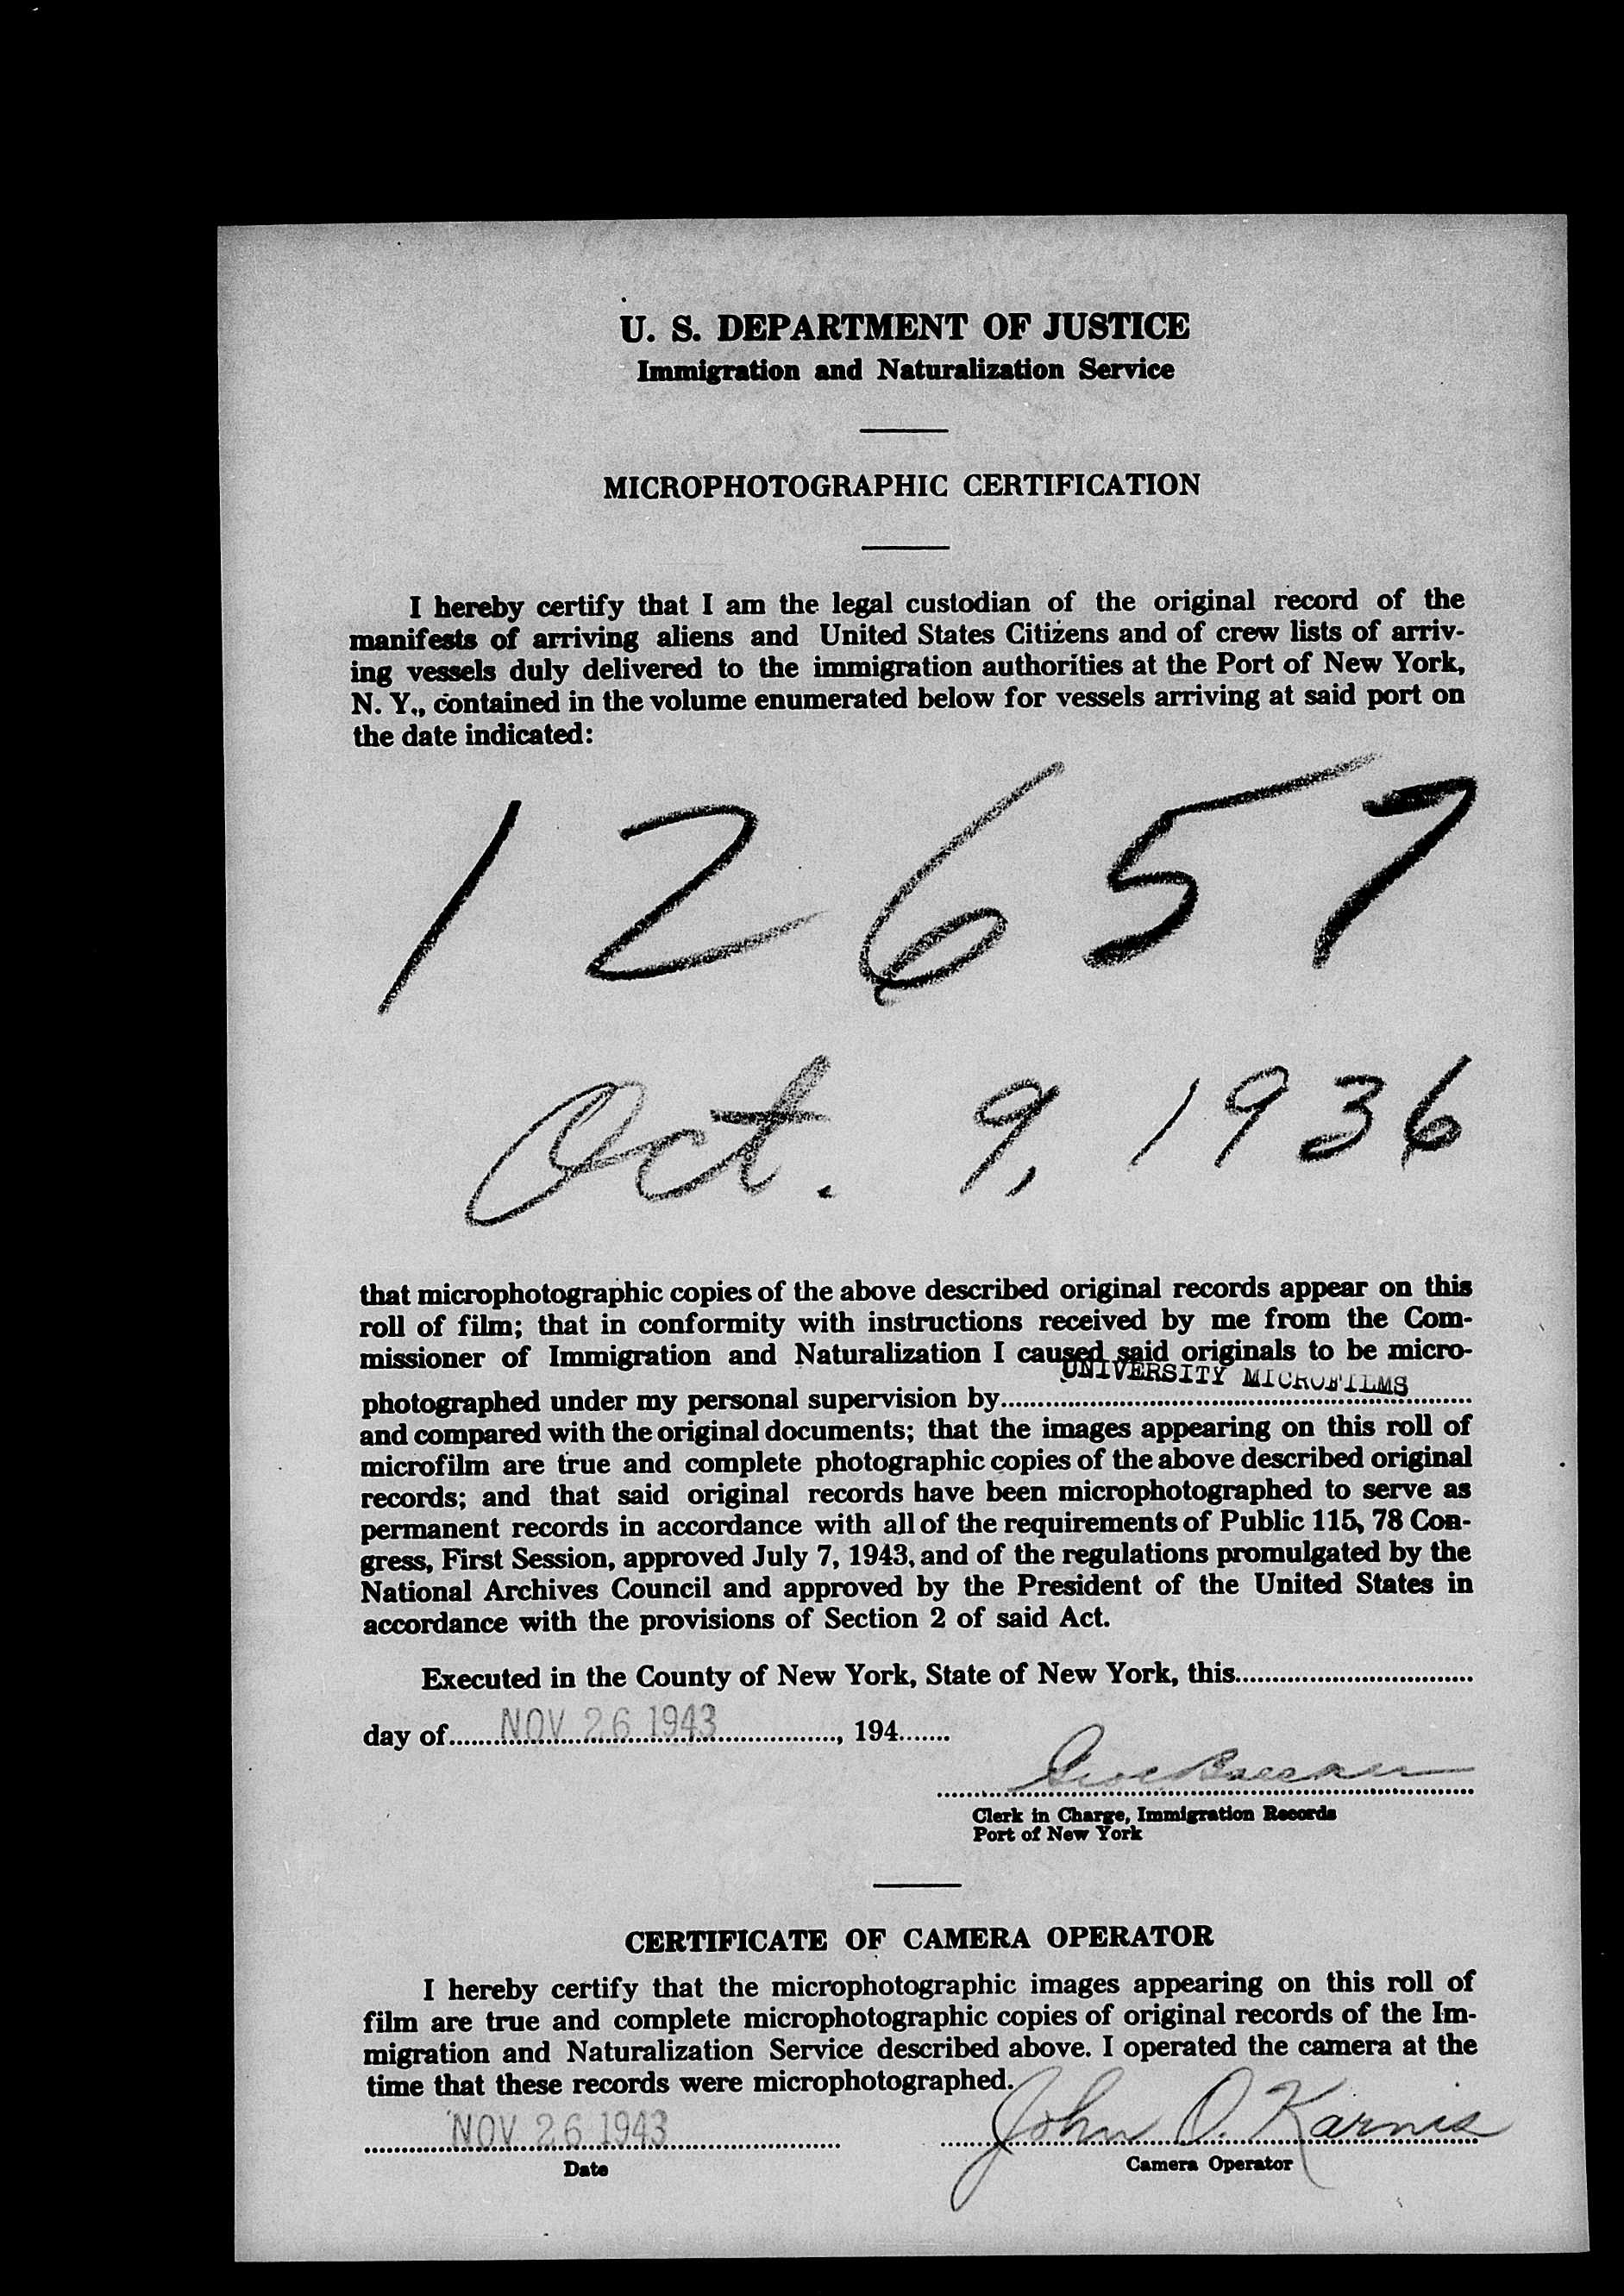 U. S. DEPARTMENT OF JUSTICE
Immigration and Naturalization Service
MICROPHOTOGRAPHIC CERTIFICATION
I hereby certify that I am the legal custodian of the original record of the
manifests of arriving aliens and United States Citizens and of crew lists of arriv-
ing vessels duly delivered to the immigration authorities at the Port of New York,
N. Y., contained in the volume enumerated below for vessels arriving at said port on
the date indicated:
12657
Oct. 9, 1936
that microphotographic copies of the above described original records appear on this
roll of film; that in conformity with instructions received by me from the Com-
missioner of Immigration and Naturalization I caused said originals to be micro-
UNIVERSITY MICROFILMS
photographed under my personal supervision by
and compared with the original documents; that the images appearing on this roll of
microfilm are true and complete photographic copies of the above described original
records; and that said original records have been microphotographed to serve as
permanent records in accordance with all of the requirements of Public 115, 78 Con-
gress, First Session, approved July 7, 1943, and of the regulations promulgated by the
National Archives Council and approved by the President of the United States in
accordance with the provisions of Section 2 of said Act.
Executed in the County of New York, State of New York, this
day of NOV 26 1943, 194
Clerk in Charge, Immigration Records
Port of New York
CERTIFICATE OF CAMERA OPERATOR
I hereby certify that the microphotographic images appearing on this roll of
film are true and complete microphotographic copies of original records of the Im-
migration and Naturalization Service described above. I operated the camera at the
time that these records were microphotographed.
NOV 26 1943 John O. Karnis
Date Camera Operator